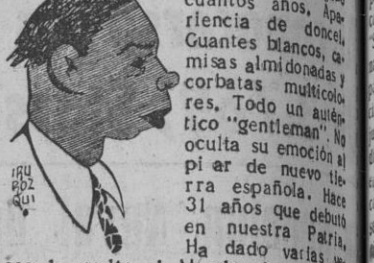 cuantos años. Apa-
riencia de doncel.
Guantes blancos, ca-
misas almidonadas y
corbatas multicolo-
res. Todo un autén-
tico "gentleman". No
oculta su emoción al
pi ar de nuevo tie-
rra española. Hace
31 años que debutó
en nuestra Patria.
Ha dado varias
IRU
ROZ
QUI